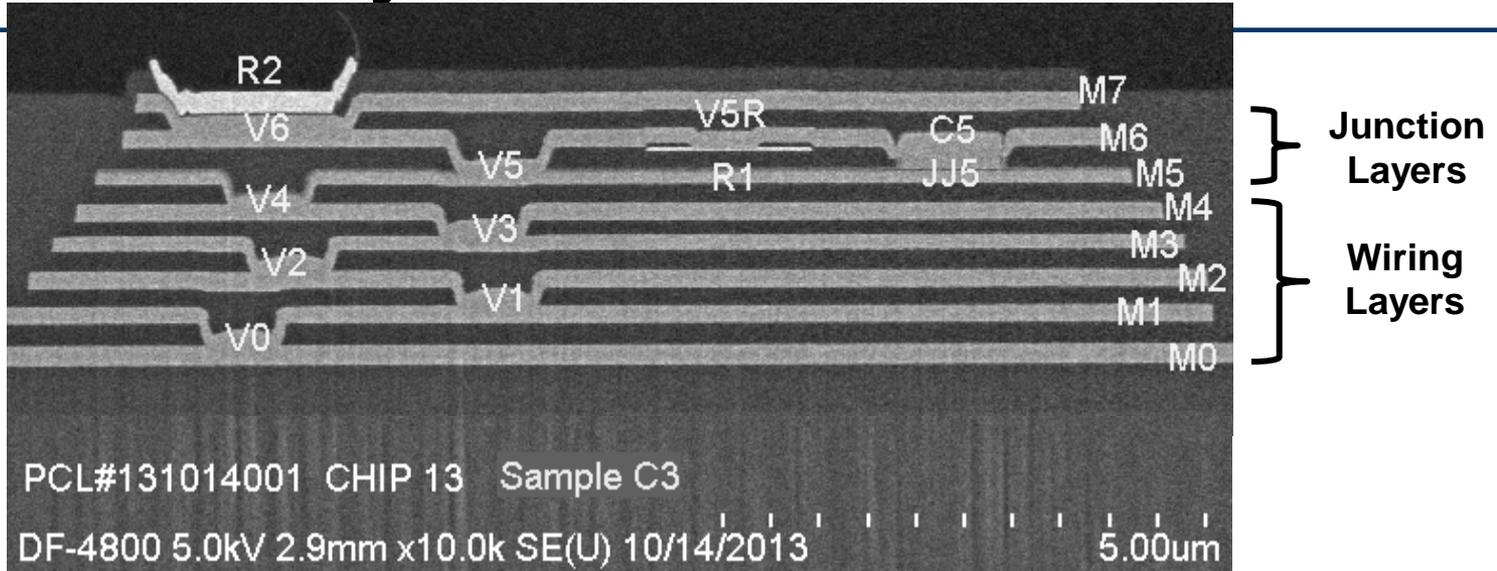 R2
M7
V5R
V6
C5
M6
Junction
Layers
V5
R1
JJ5
M5
V4
M4
V3
M3
Wiring
Layers
V2
M2
V1
M1
V0
M0
PCL#131014001 CHIP 13 Sample C3
DF-4800 5.0kV 2.9mm x10.0k SE(U) 10/14/2013 5.00um